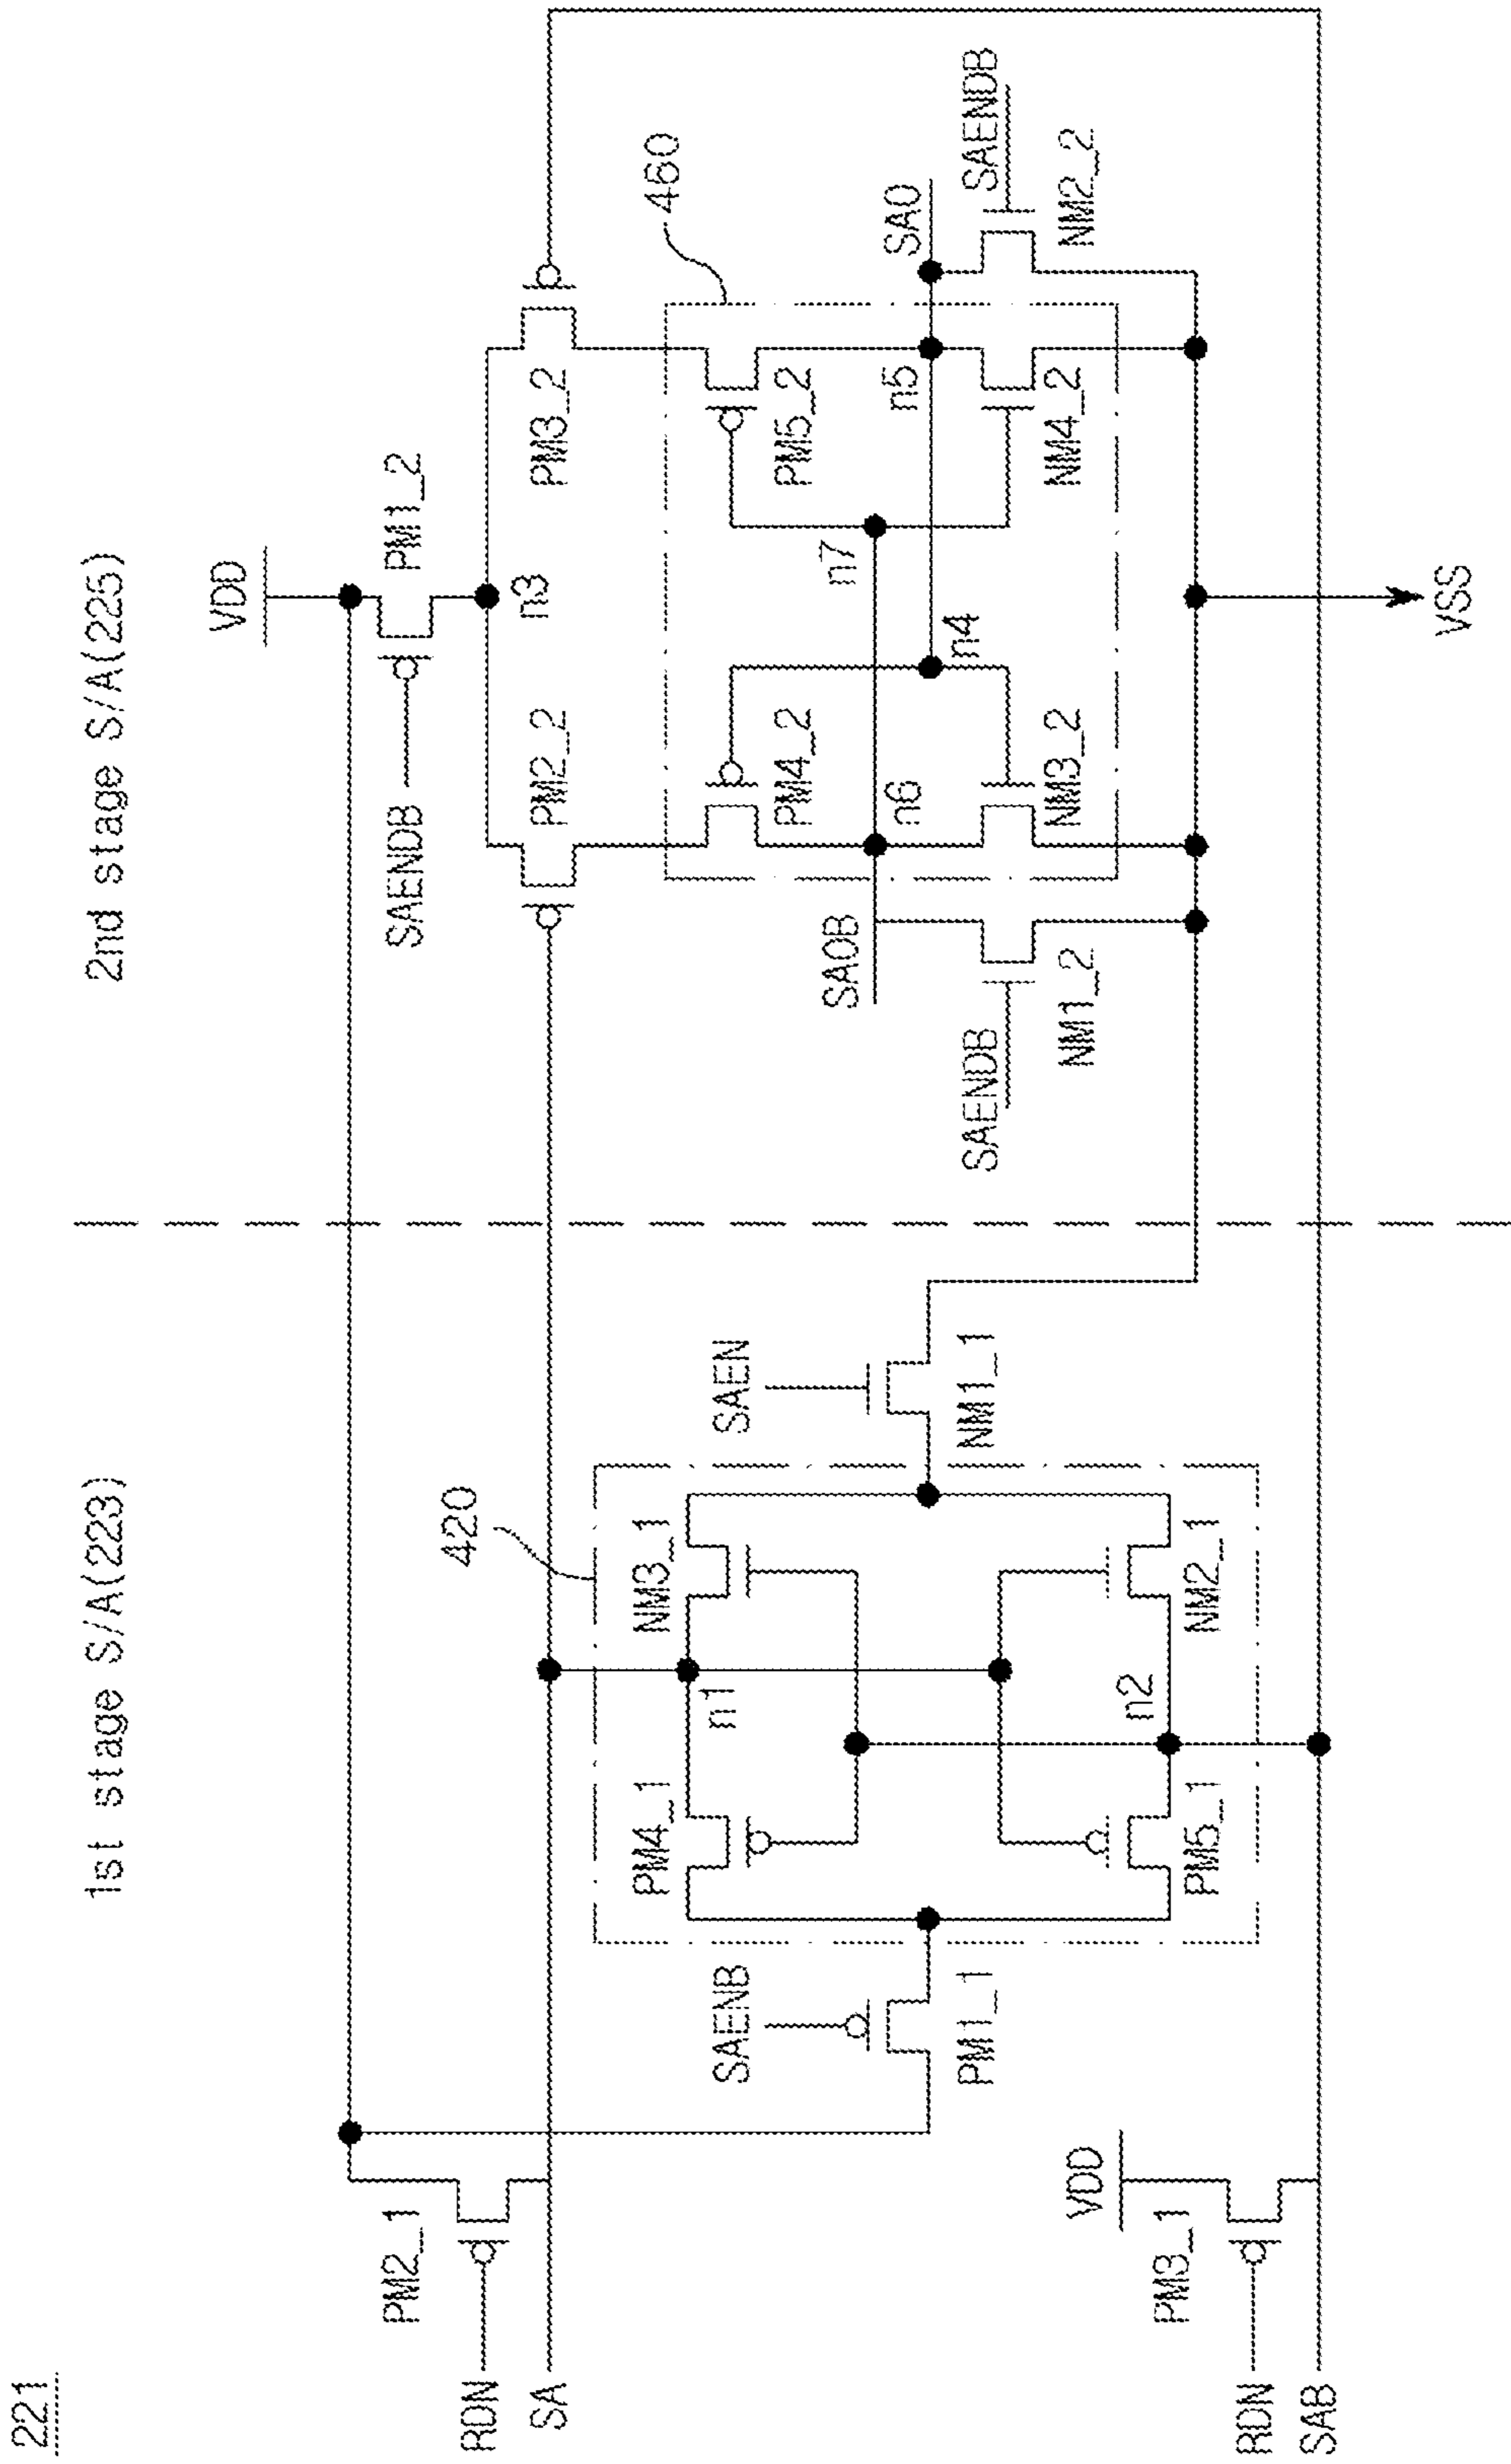 221
1st stage S/A(223)
2nd stage S/A(225)
VDD
PM1_2
SAENDB
n3
PM2_2
PM3_2
460
RDN
PM2_1
SA
420
SAENB
PM1_1
PM4_1
NM3_1
n1
SAEN
NM1_1
PM5_1
n2
NM2_1
PM4_2
PM5_2
n7
n6
n4
n5
SAOB
SAO
NM3_2
NM4_2
SAENDB
NM1_2
SAENDB
NM2_2
VDD
RDN
PM3_1
SAB
VSS